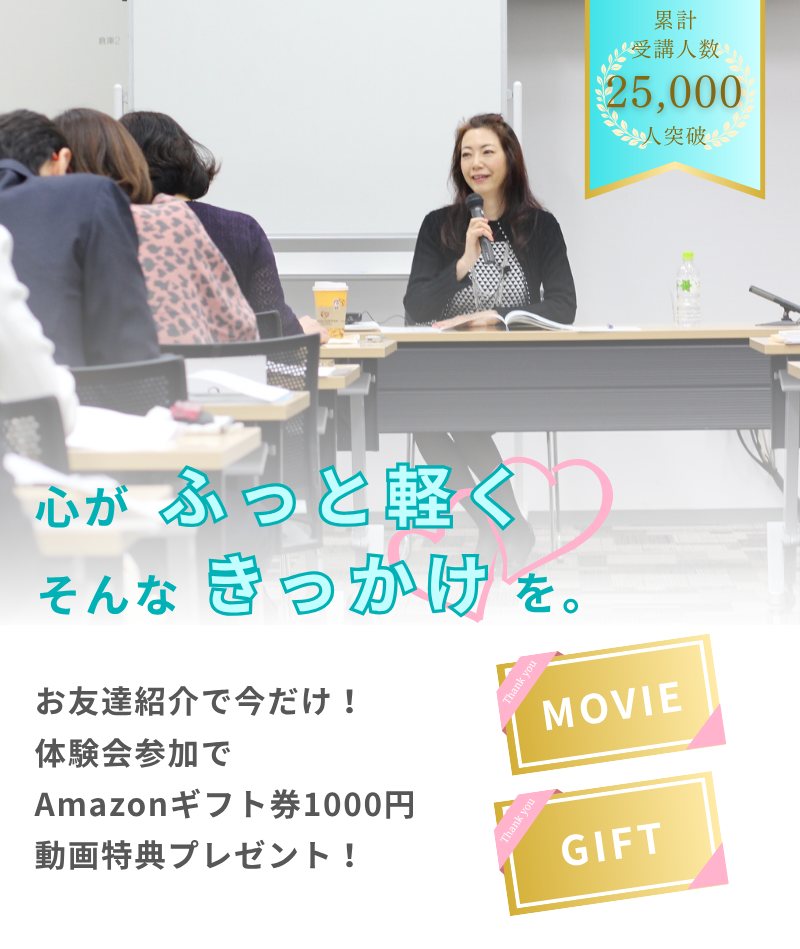 累計
受講人数
25,000
人突破
心が ふっと軽く
そんな きっかけ を。
お友達紹介で今だけ！
体験会参加で
Amazonギフト券1000円
動画特典プレゼント！
Thank you
MOVIE
Thank you
GIFT